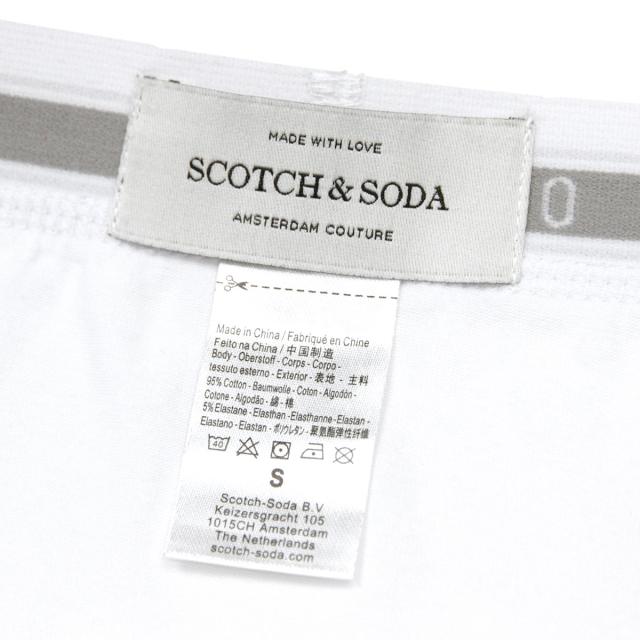 MADE WITH LOVE
SCOTCH & SODA
AMSTERDAM COUTURE
O
Made in China / Fabriqué en Chine
Feito na China / 中国制造
Body - Oberstoff - Corps - Corpo -
tessuto esterno - Exterior - 表地 - 主料
95% Cotton - Baumwolle - Coton - Algodón -
Cotone - Algodão - 綿 - 棉
5% Elastane - Elasthan - Elasthanne - Elastan -
Elastano - Elastan - ポリウレタン - 聚氨酯弹性纤维
40
S
Scotch-Soda B.V
Keizersgracht 105
1015CH Amsterdam
The Netherlands
scotch-soda.com